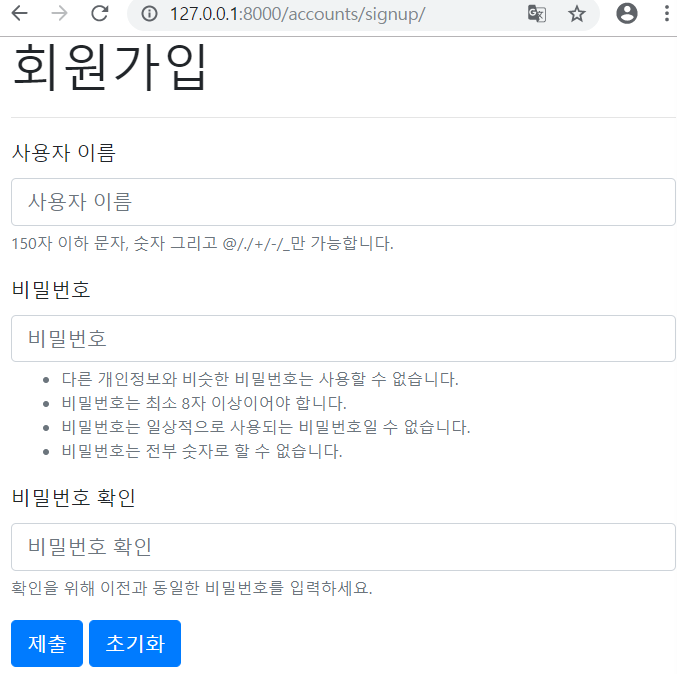 127.0.0.1:8000/accounts/signup/
회원가입
사용자 이름
사용자 이름
150자 이하 문자, 숫자 그리고 @/./+/-/_만 가능합니다.
비밀번호
비밀번호
다른 개인정보와 비슷한 비밀번호는 사용할 수 없습니다.
비밀번호는 최소 8자 이상이어야 합니다.
비밀번호는 일상적으로 사용되는 비밀번호일 수 없습니다.
비밀번호는 전부 숫자로 할 수 없습니다.
비밀번호 확인
비밀번호 확인
확인을 위해 이전과 동일한 비밀번호를 입력하세요.
제출 초기화